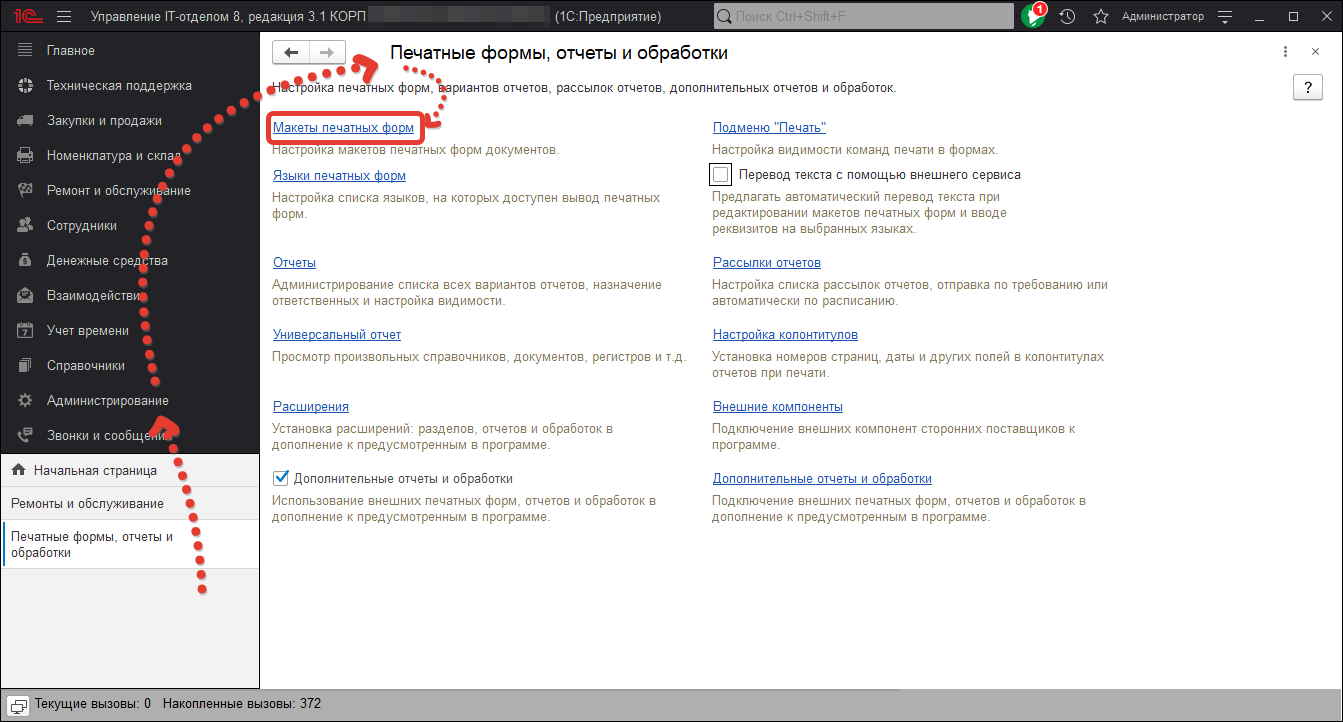 1С Управление IT-отделом 8, редакция 3.1 КОРП (1С:Предприятие) Поиск Ctrl+Shift+F 1 Администратор
Главное
Техническая поддержка
Закупки и продажи
Номенклатура и склад
Ремонт и обслуживание
Сотрудники
Денежные средства
Взаимодействия
Учет времени
Справочники
Администрирование
Звонки и сообщения
Начальная страница
Ремонты и обслуживание
Печатные формы, отчеты и
обработки
Печатные формы, отчеты и обработки
?
Настройка печатных форм, вариантов отчетов, рассылок отчетов, дополнительных отчетов и обработок.
Макеты печатных форм
Настройка макетов печатных форм документов.
Языки печатных форм
Настройка списка языков, на которых доступен вывод печатных
форм.
Отчеты
Администрирование списка всех вариантов отчетов, назначение
ответственных и настройка видимости.
Универсальный отчет
Просмотр произвольных справочников, документов, регистров и т.д.
Расширения
Установка расширений: разделов, отчетов и обработок в
дополнение к предусмотренным в программе.
Дополнительные отчеты и обработки
Использование внешних печатных форм, отчетов и обработок в
дополнение к предусмотренным в программе.
Подменю "Печать"
Настройка видимости команд печати в формах.
Перевод текста с помощью внешнего сервиса
Предлагать автоматический перевод текста при
редактировании макетов печатных форм и вводе
реквизитов на выбранных языках.
Рассылки отчетов
Настройка списка рассылок отчетов, отправка по требованию или
автоматически по расписанию.
Настройка колонтитулов
Установка номеров страниц, даты и других полей в колонтитулах
отчетов при печати.
Внешние компоненты
Подключение внешних компонент сторонних поставщиков к
программе.
Дополнительные отчеты и обработки
Подключение внешних печатных форм, отчетов и обработок в
дополнение к предусмотренным в программе.
Текущие вызовы: 0 Накопленные вызовы: 372